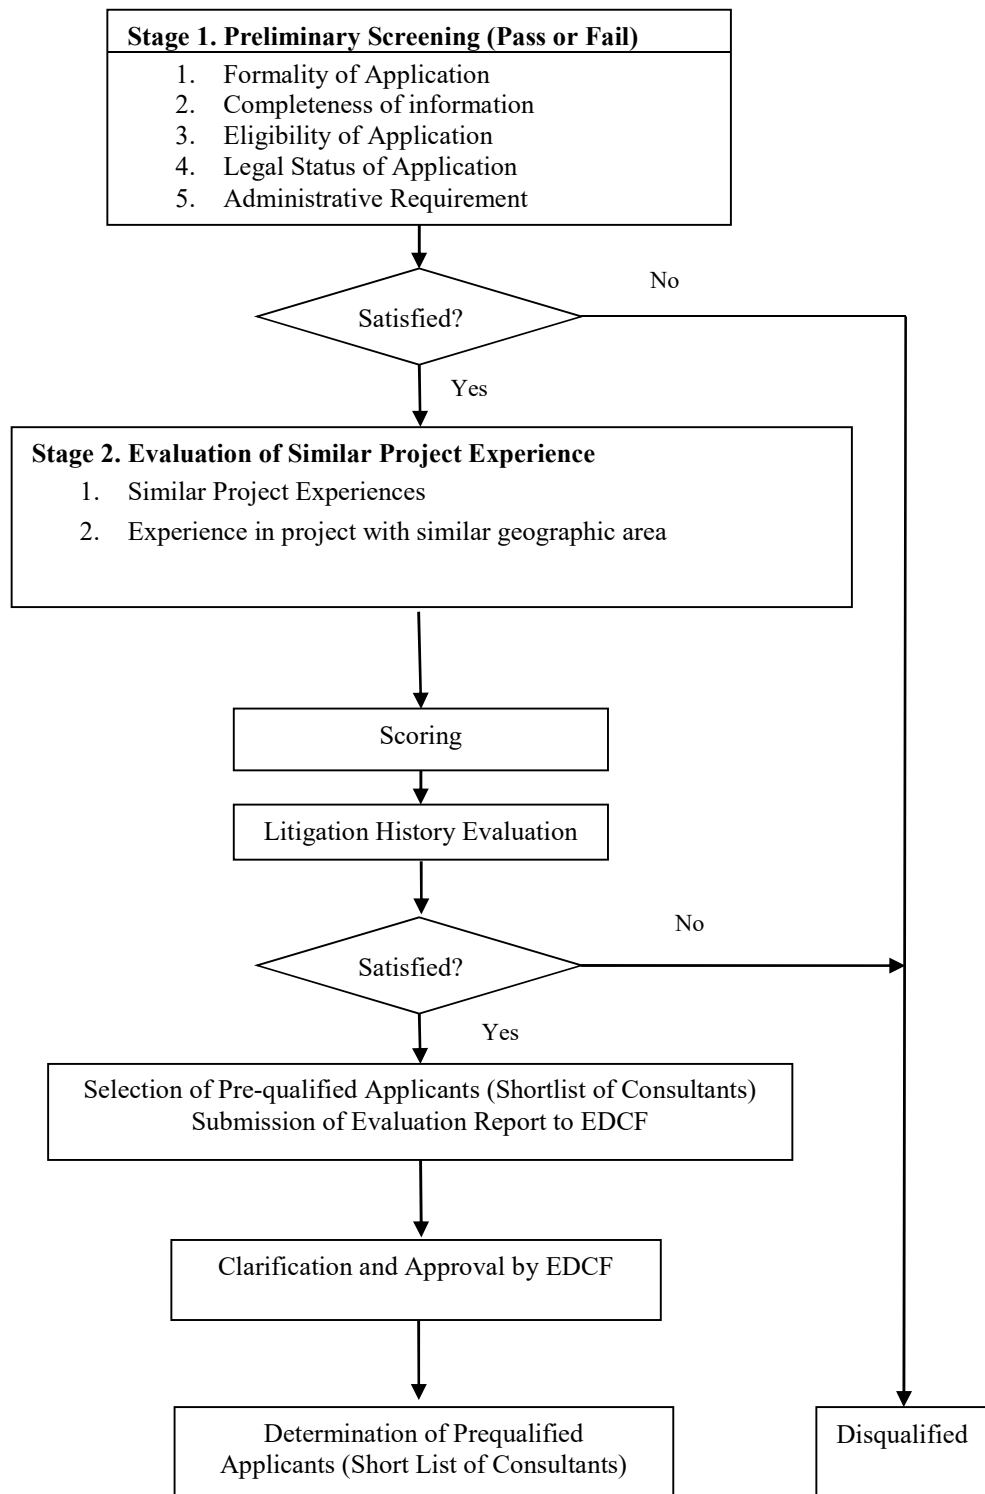 Stage 1. Preliminary Screening (Pass or Fail)
1. Formality of Application
2. Completeness of information
3. Eligibility of Application
4. Legal Status of Application
5. Administrative Requirement
No
Satisfied?
Yes
Stage 2. Evaluation of Similar Project Experience
1. Similar Project Experiences
2. Experience in project with similar geographic area
Scoring
Litigation History Evaluation
No
Satisfied?
Yes
Selection of Pre-qualified Applicants (Shortlist of Consultants)
Submission of Evaluation Report to EDCF
Clarification and Approval by EDCF
Determination of Prequalified
Applicants (Short List of Consultants)
Disqualified